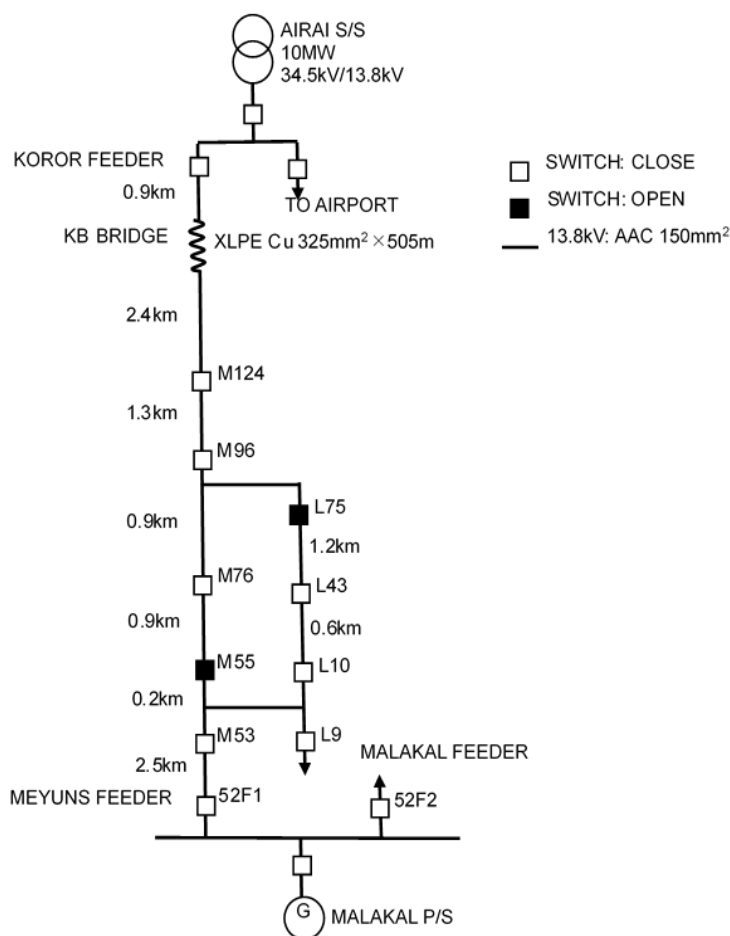 AIRAI S/S
10MW
34.5kV/13.8kV
KOROR FEEDER
0.9km
TO AIRPORT
KB BRIDGE
XLPE Cu 325mm² ×505m
SWITCH: CLOSE
SWITCH: OPEN
13.8kV: AAC 150mm²
2.4km
M124
1.3km
M96
0.9km
L75
1.2km
M76
L43
0.9km
0.6km
M55
L10
0.2km
M53
L9
2.5km
MALAKAL FEEDER
MEYUNS FEEDER
52F1
52F2
G
MALAKAL P/S